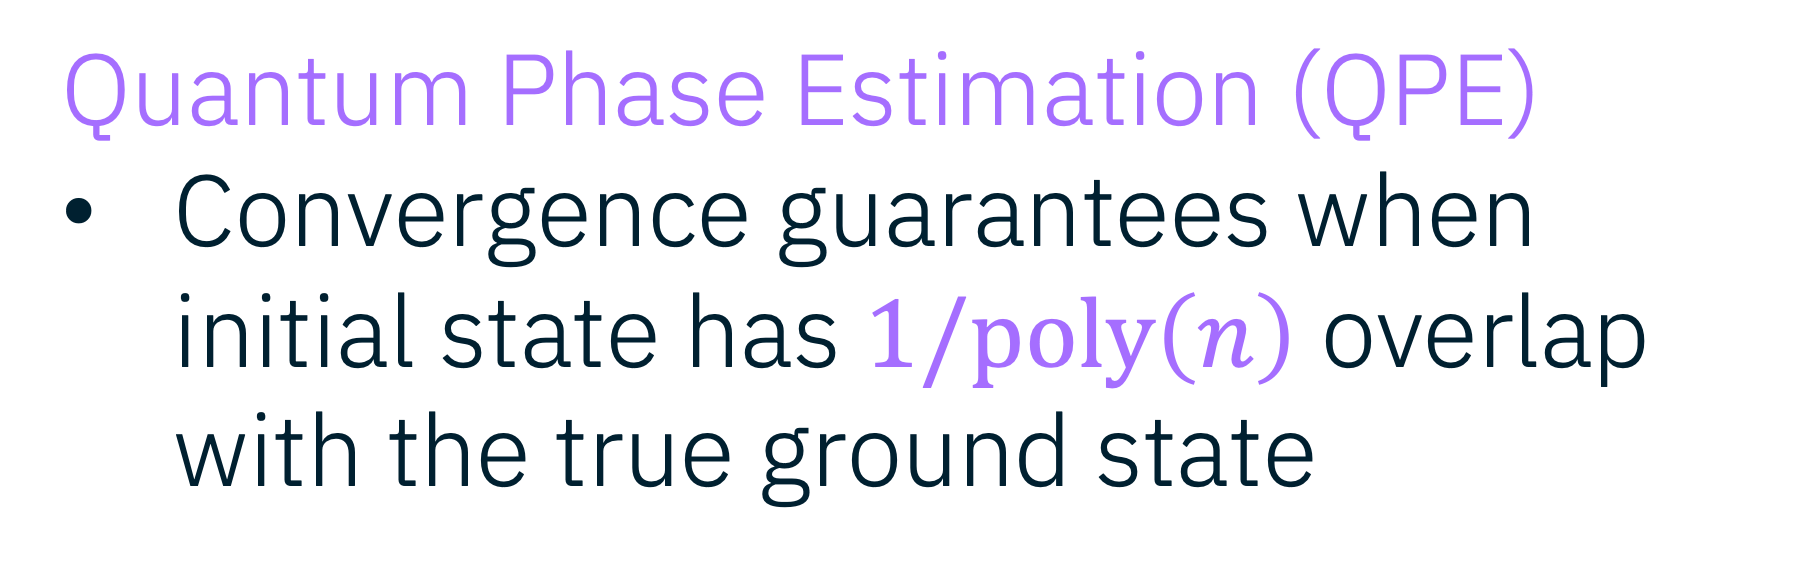 Quantum Phase Estimation (QPE)
• Convergence guarantees when
initial state has 1/poly(n) overlap
with the true ground state